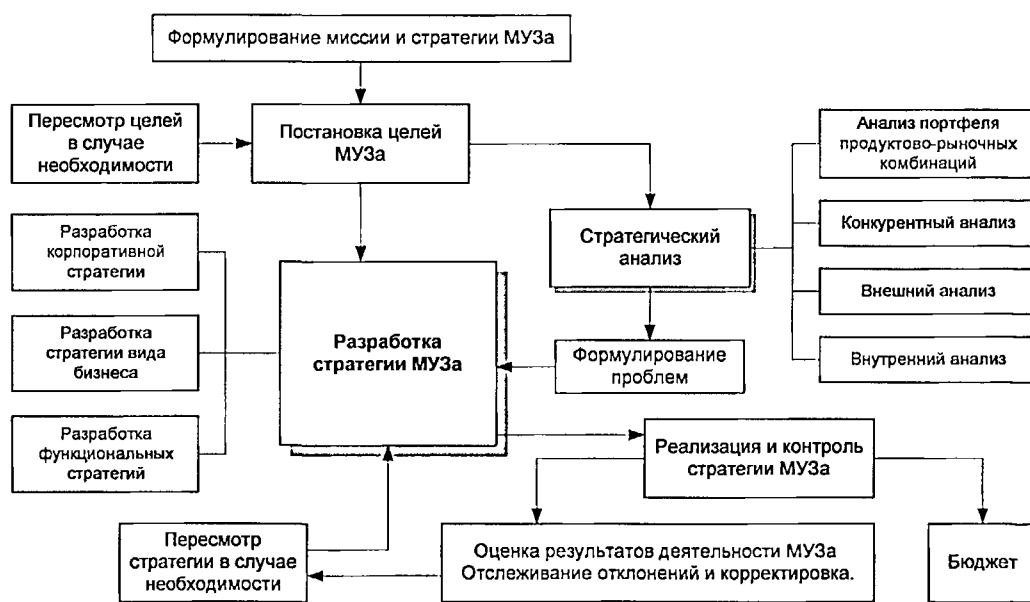 Формулирование миссии и стратегии МУЗа
Пересмотр целей
в случае
необходимости
Постановка целей
МУЗа
Анализ портфеля
продуктово-рыночных
комбинаций
Разработка
корпоративной
стратегии
Стратегический
анализ
Конкурентный анализ
Внешний анализ
Разработка
стратегии вида
бизнеса
Разработка
стратегии МУЗа
Формулирование
проблем
Внутренний анализ
Разработка
функциональных
стратегий
Реализация и контроль
стратегии МУЗа
Пересмотр
стратегии в случае
необходимости
Оценка результатов деятельности МУЗа
Отслеживание отклонений и корректировка.
Бюджет